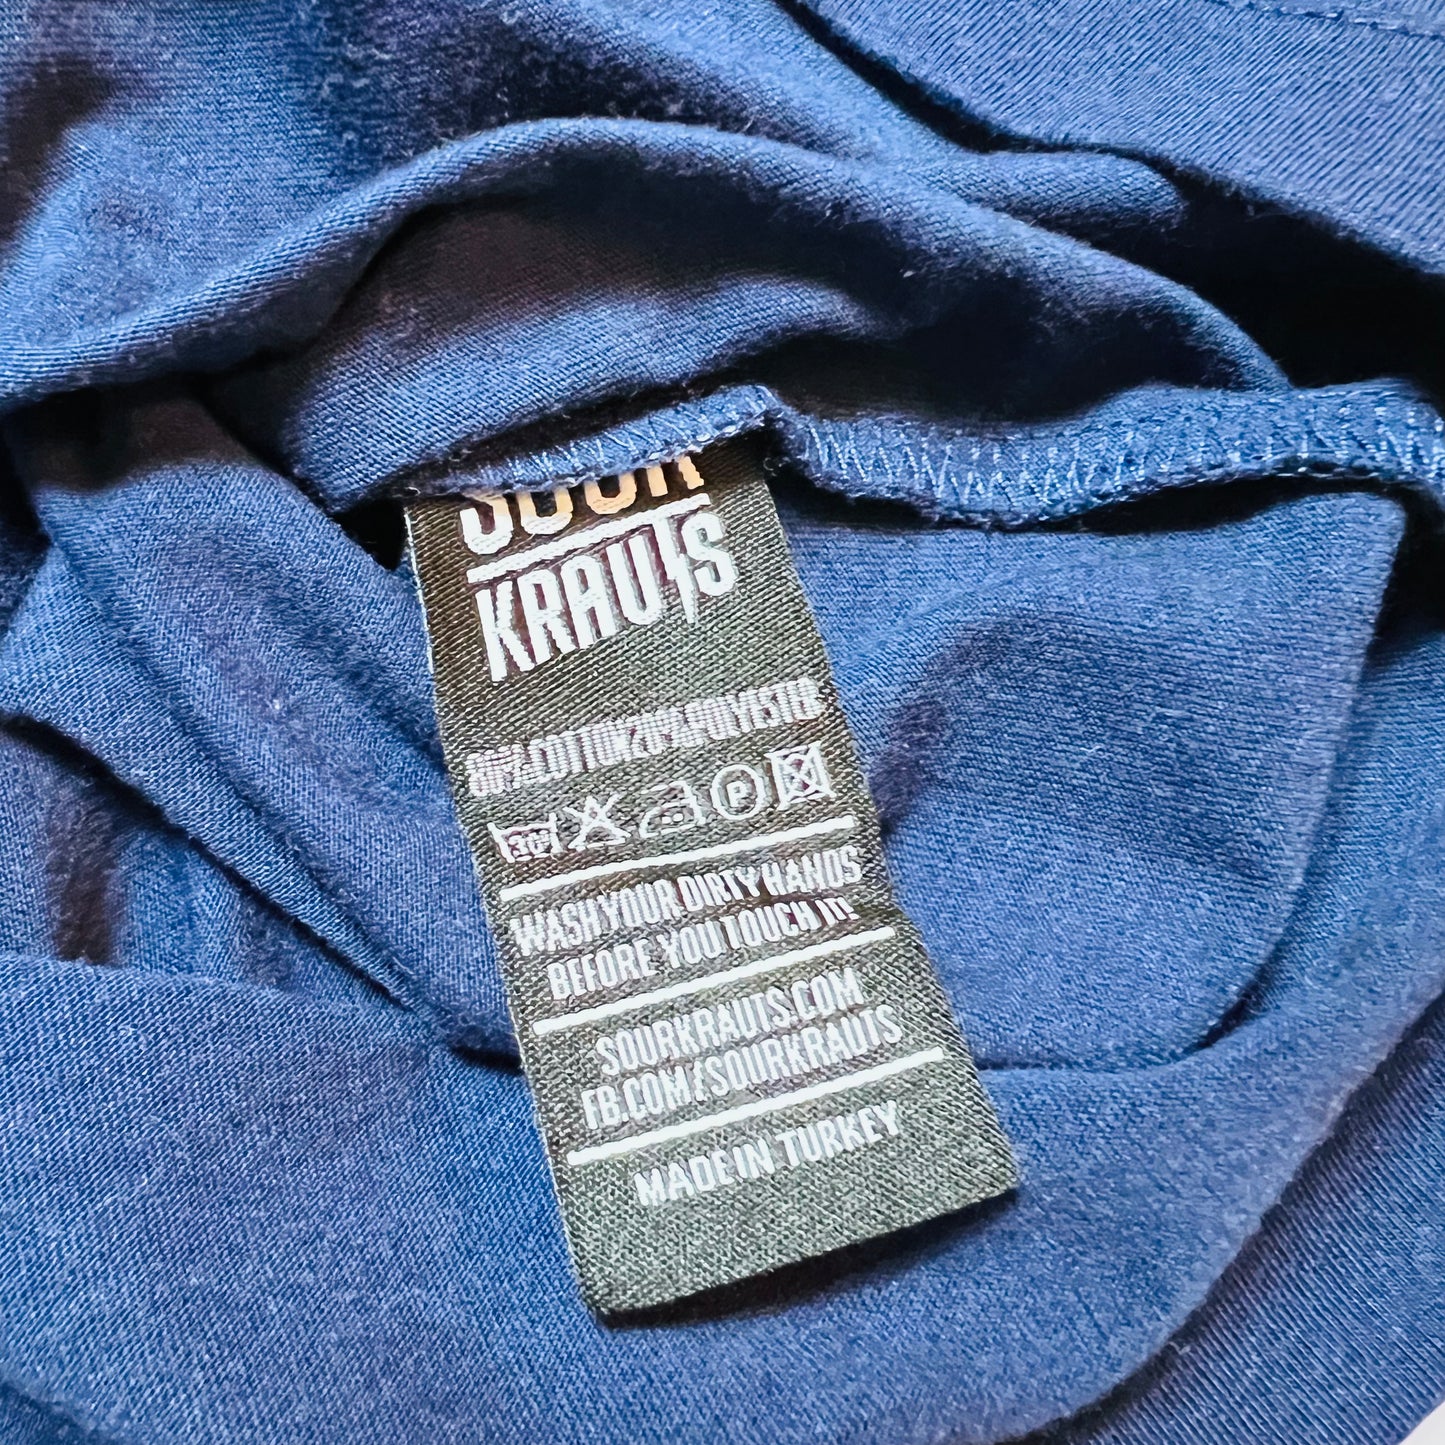 SOUR
KRAUTS
80% COTTON 20% POLYESTER
30
P
WASH YOUR DIRTY HANDS
BEFORE YOU TOUCH IT!
SOURKRAUTS.COM
FB.COM/SOURKRAUTS
MADE IN TURKEY